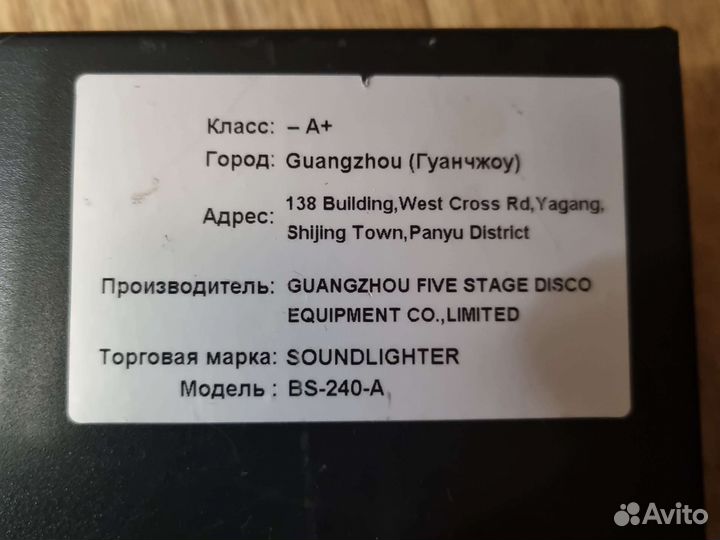 Класс: – A+
Город: Guangzhou (Гуанчжоу)
Адрес: 138 Building,West Cross Rd,Yagang,
Shijing Town,Panyu District
Производитель: GUANGZHOU FIVE STAGE DISCO
EQUIPMENT CO.,LIMITED
Торговая марка: SOUNDLIGHTER
Модель : BS-240-A
Avito